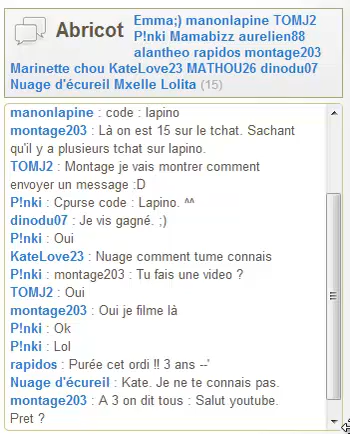 Abricot
Emma;) manonlapine TOMJ2
P!nki Mamabizz aurelien88
alantheo rapidos montage203
Marinette chou KateLove23 MATHOU26 dinodu07
Nuage d'écureil Mxelle Lolita (15)
manonlapine : code : lapino
montage203 : Là on est 15 sur le tchat. Sachant
qu'il y a plusieurs tchat sur lapino.
TOMJ2 : Montage je vais montrer comment
envoyer un message :D
P!nki : Cpurse code : Lapino. ^^
dinodu07 : Je vis gagné. ;)
P!nki : Oui
KateLove23 : Nuage comment tume connais
P!nki : montage203 : Tu fais une video ?
TOMJ2 : Oui
montage203 : Oui je filme là
P!nki : Ok
P!nki : Lol
rapidos : Purée cet ordi !! 3 ans --'
Nuage d'écureil : Kate. Je ne te connais pas.
montage203 : A 3 on dit tous : Salut youtube.
Pret ?